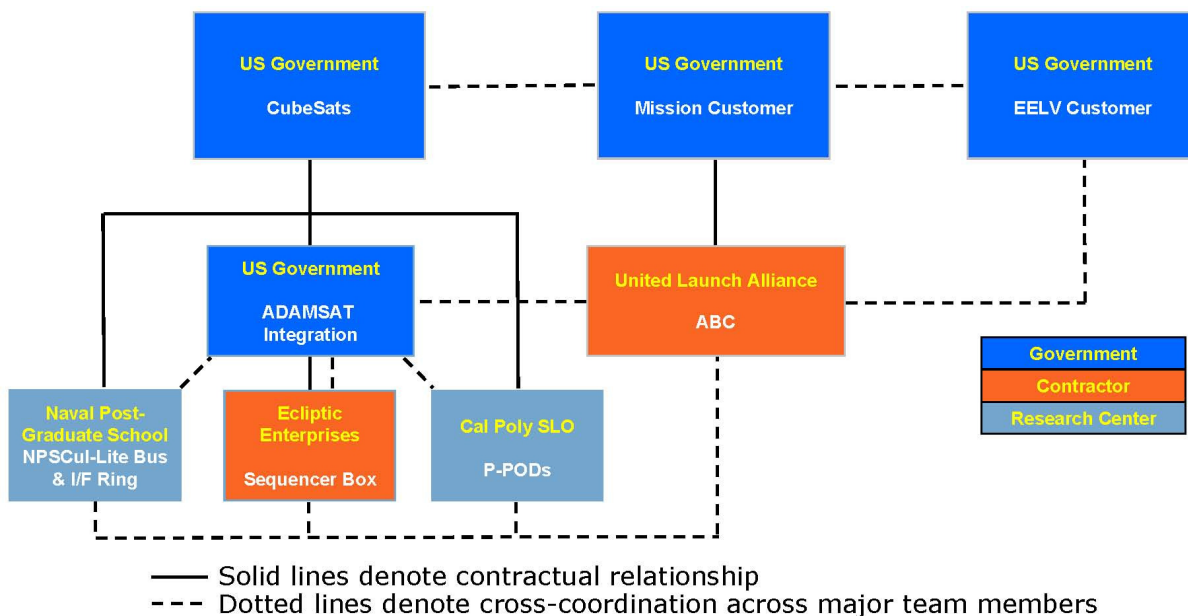 US Government
CubeSats
US Government
Mission Customer
US Government
EELV Customer
US Government
ADAMSAT
Integration
United Launch Alliance
ABC
Government
Contractor
Research Center
Naval Post-
Graduate School
NPSCul-Lite Bus
& I/F Ring
Ecliptic
Enterprises
Sequencer Box
Cal Poly SLO
P-PODs
Solid lines denote contractual relationship
Dotted lines denote cross-coordination across major team members